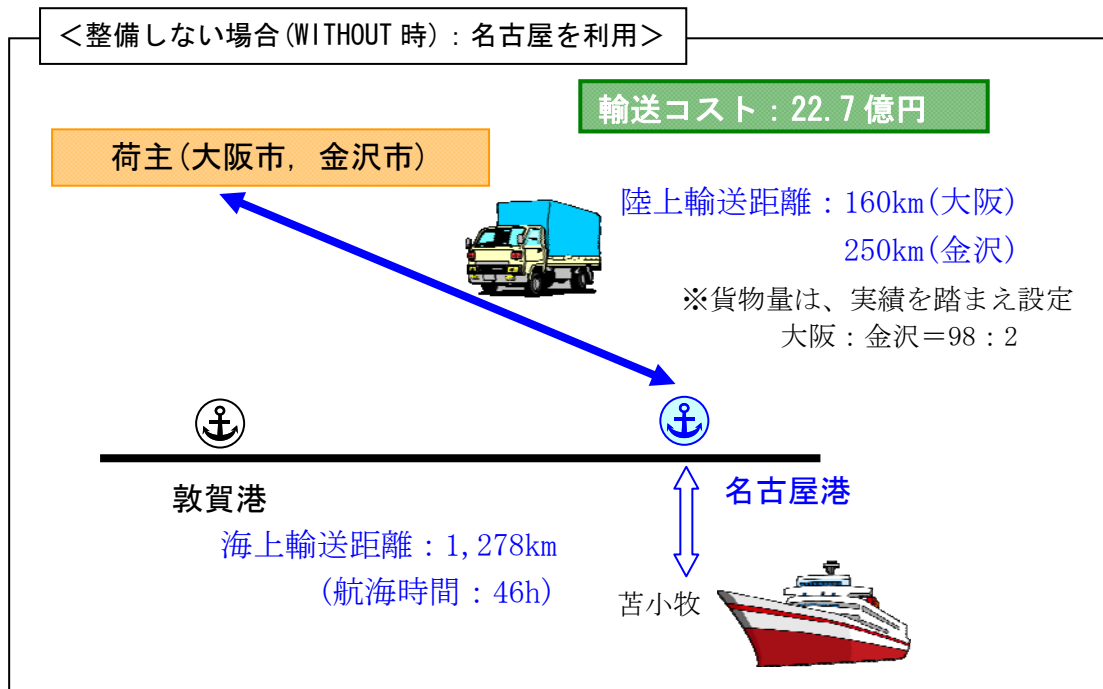 ＜整備しない場合(WITHOUT 時)：名古屋を利用＞
輸送コスト：22.7 億円
荷主(大阪市, 金沢市)
陸上輸送距離：160km(大阪)
250km(金沢)
※貨物量は、実績を踏まえ設定
大阪：金沢＝98：2
敦賀港
名古屋港
海上輸送距離：1,278km
(航海時間：46h)
苫小牧